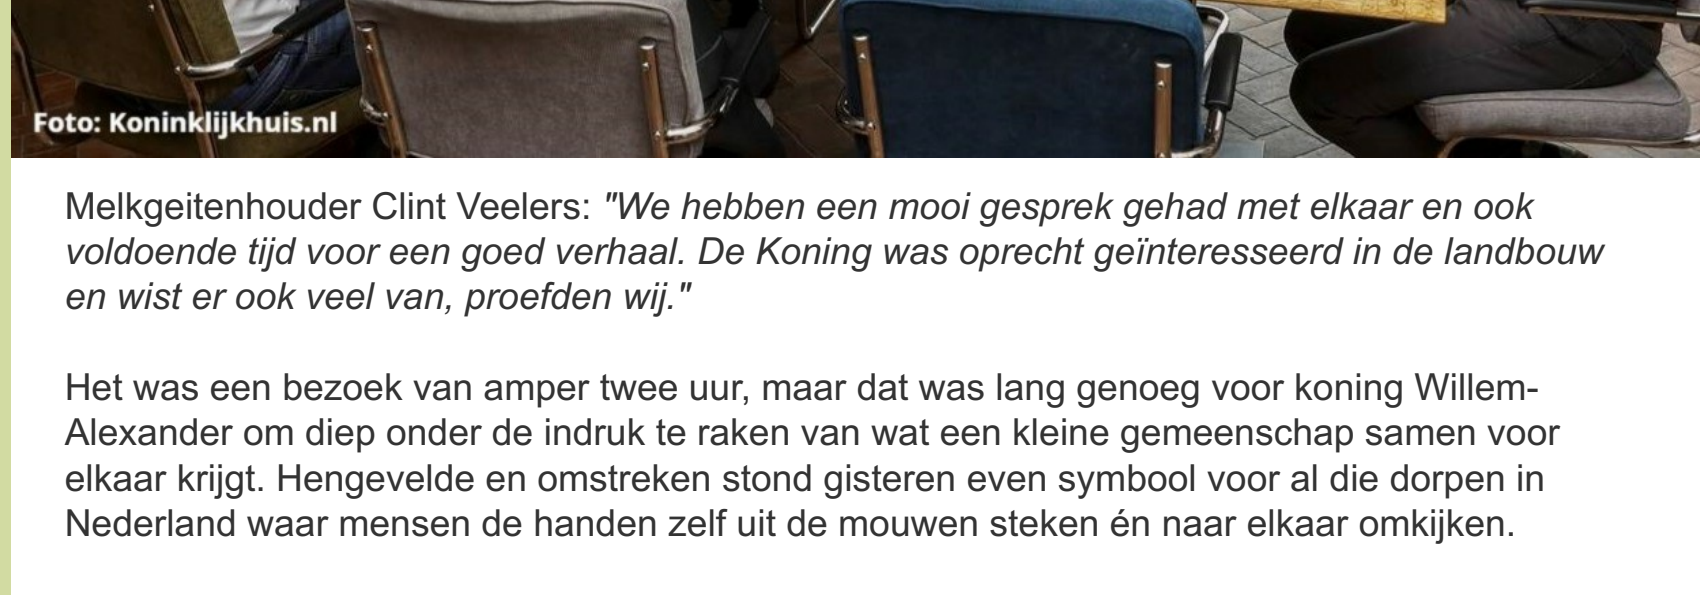 Foto: Koninklijkhuis.nl
Melkgeitenhouder Clint Veelers: "We hebben een mooi gesprek gehad met elkaar en ook
voldoende tijd voor een goed verhaal. De Koning was oprecht geïnteresseerd in de landbouw
en wist er ook veel van, proefden wij."
Het was een bezoek van amper twee uur, maar dat was lang genoeg voor koning Willem-
Alexander om diep onder de indruk te raken van wat een kleine gemeenschap samen voor
elkaar krijgt. Hengevelde en omstreken stond gisteren even symbool voor al die dorpen in
Nederland waar mensen de handen zelf uit de mouwen steken én naar elkaar omkijken.